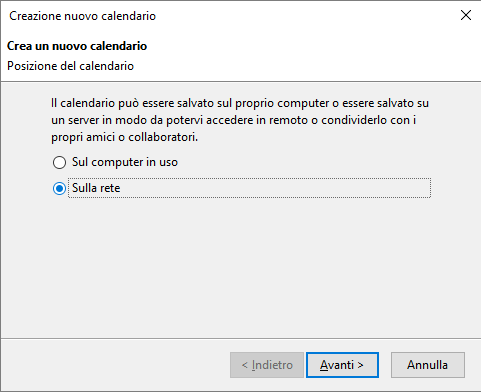 Creazione nuovo calendario
Crea un nuovo calendario
Posizione del calendario
Il calendario può essere salvato sul proprio computer o essere salvato su
un server in modo da potervi accedere in remoto o condividerlo con i
propri amici o collaboratori.
Sul computer in uso
Sulla rete
< Indietro Avanti > Annulla